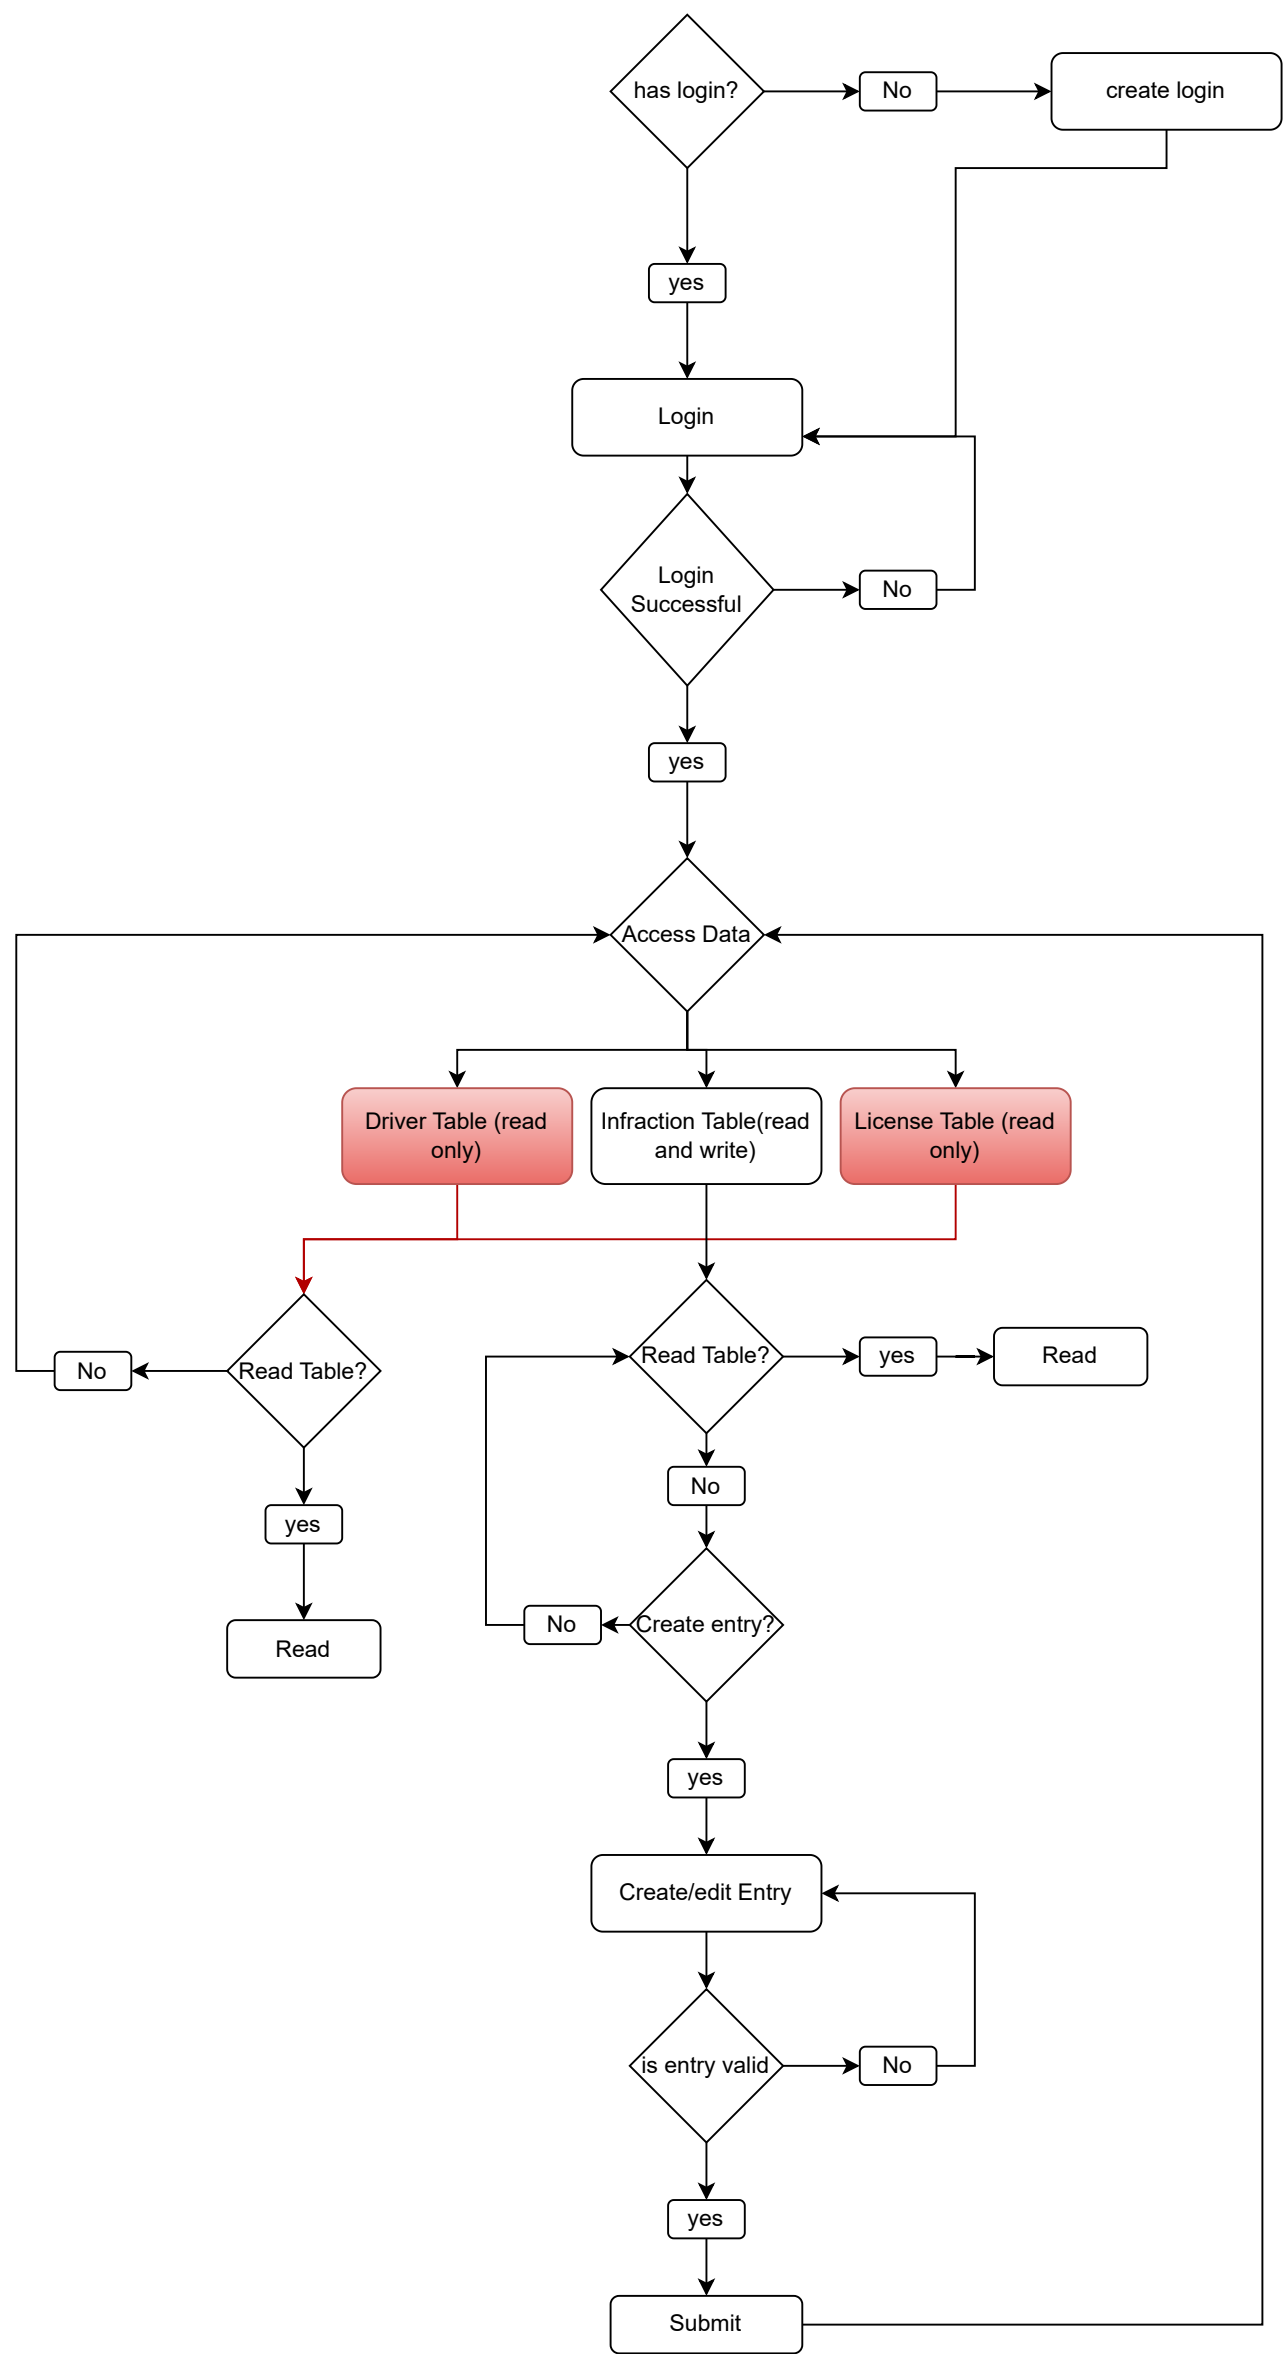 has login?
No
create login
yes
Login
Login
Successful
No
yes
Access Data
Driver Table (read
only)
Infraction Table(read
and write)
License Table (read
only)
Read Table?
No
Read Table?
yes
Read
No
yes
Read
Create entry?
No
yes
Create/edit Entry
is entry valid
No
yes
Submit